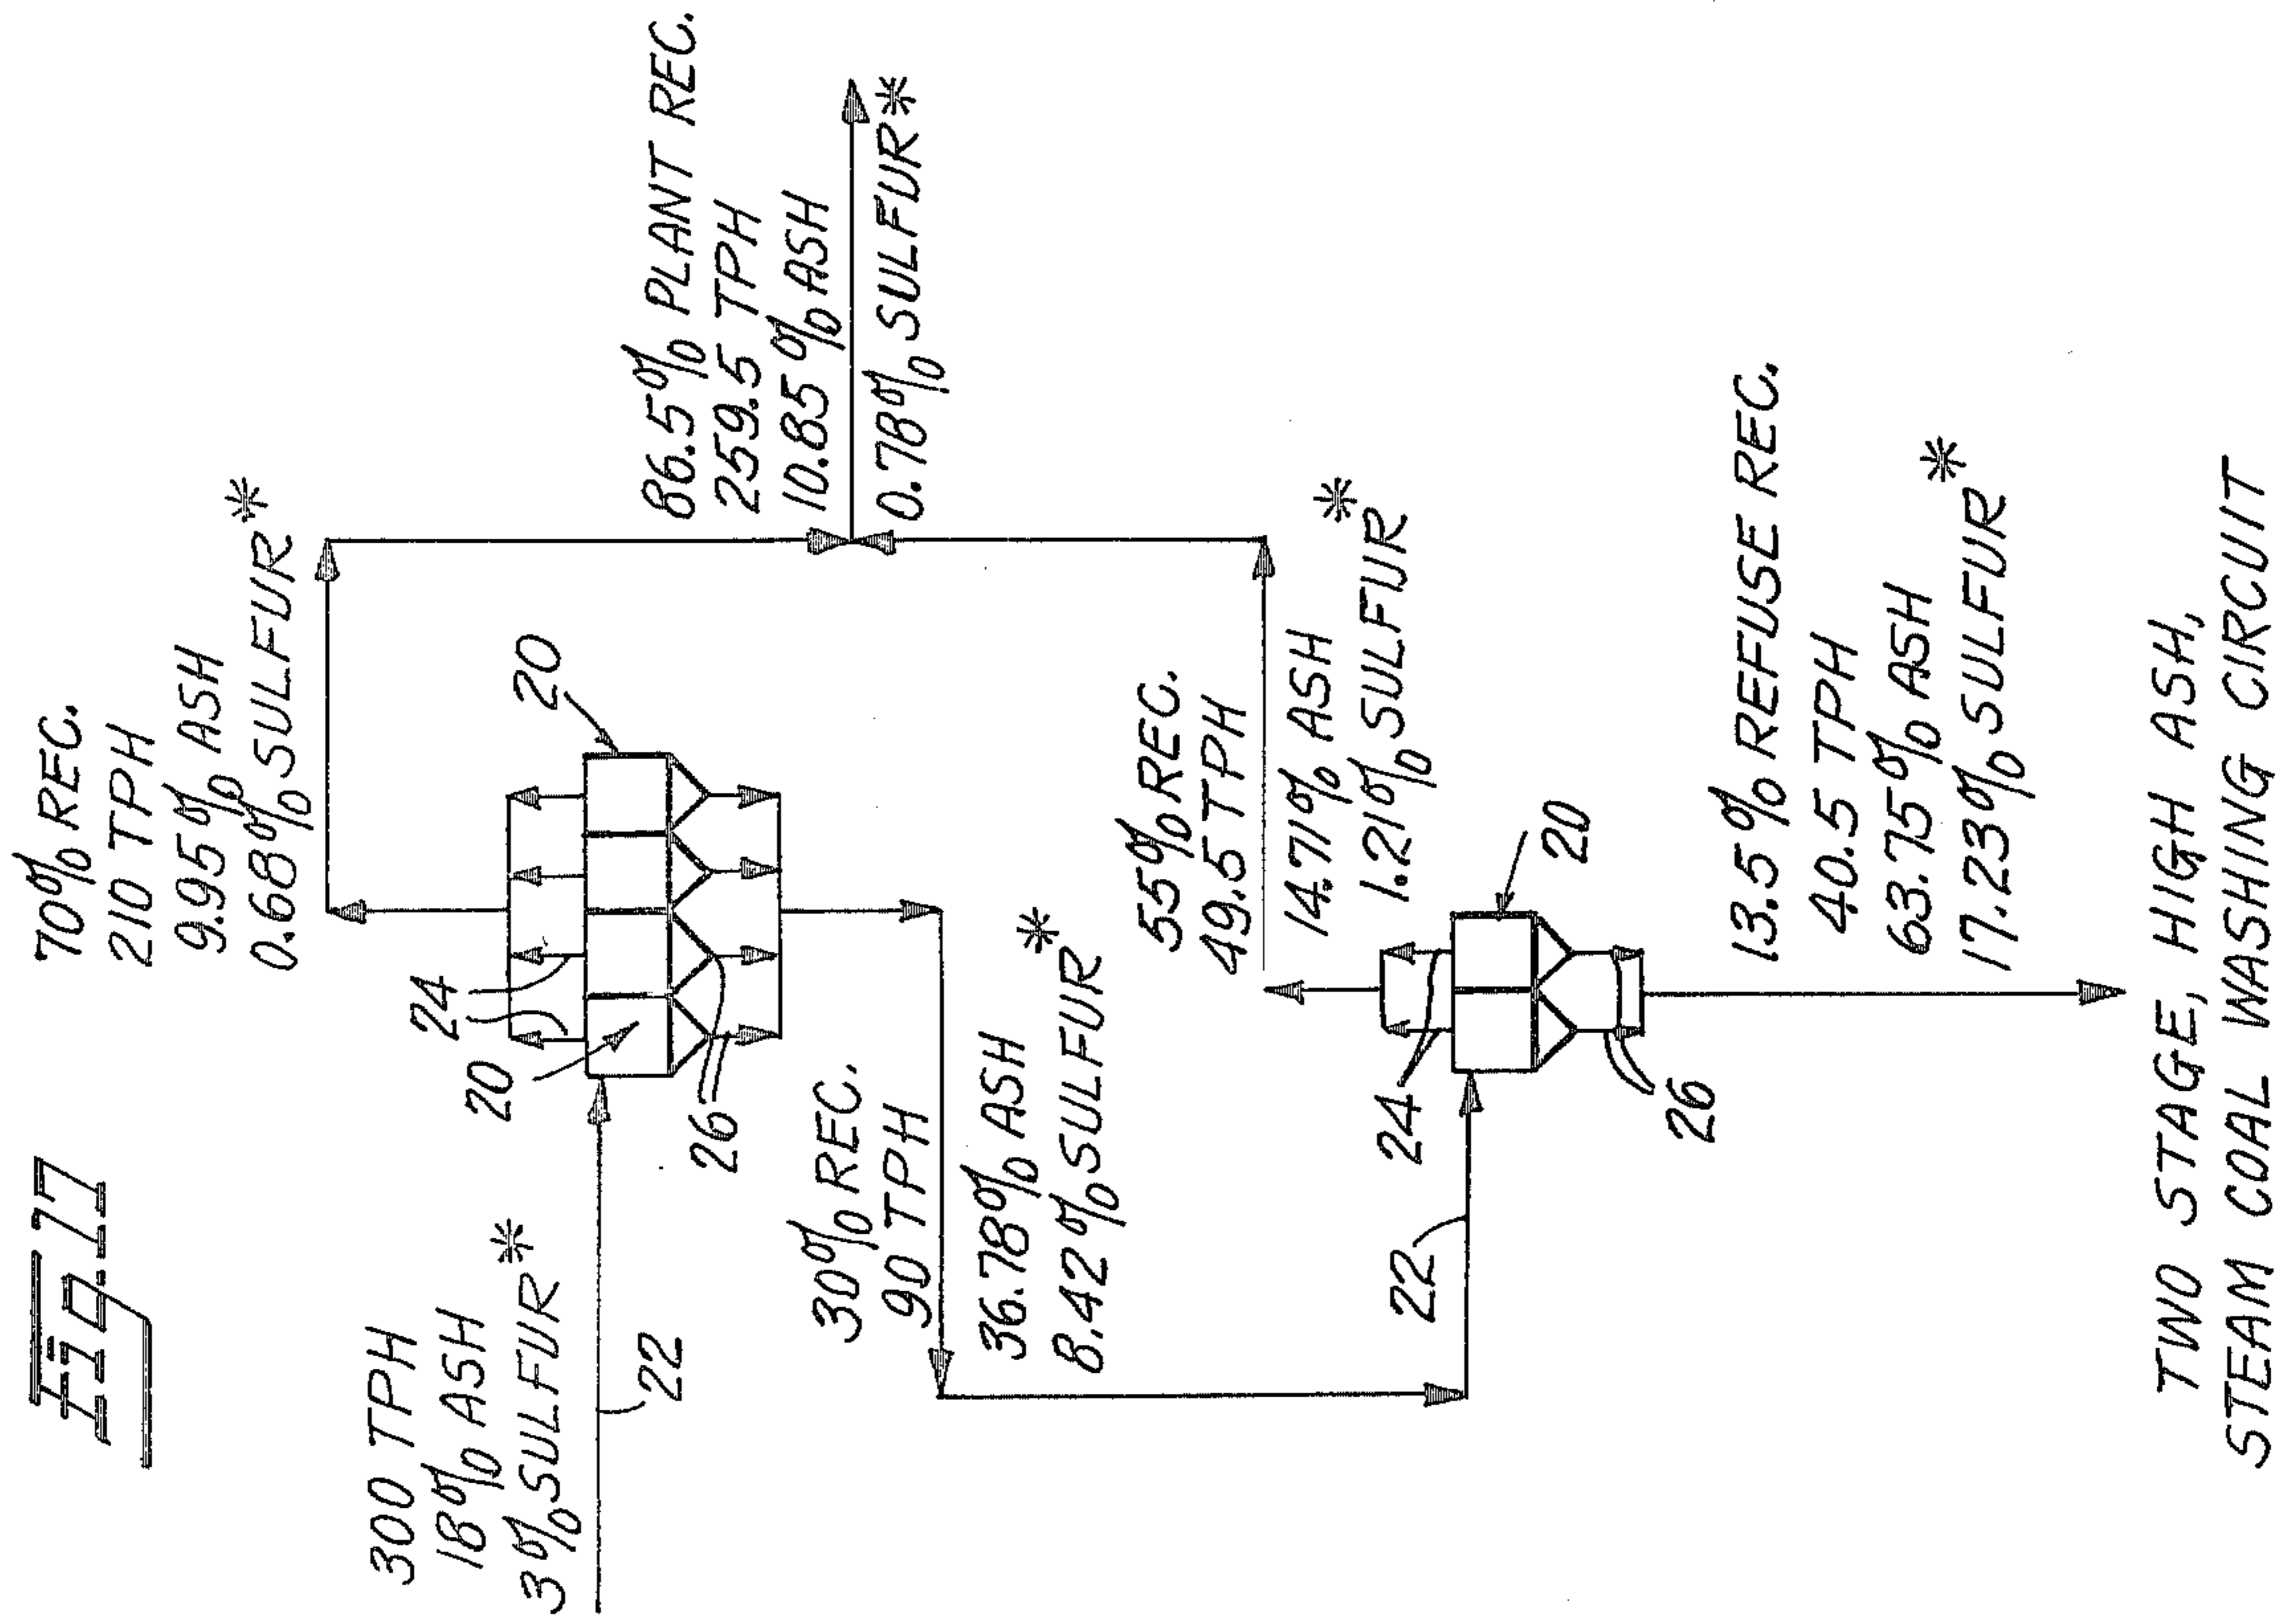 Fig. 17
300 TPH
18% ASH
3% SULFUR*
22
70% REC.
210 TPH
9.95% ASH
0.68% SULFUR*
24
20
20
26
30% REC.
90 TPH
36.78% ASH
8.42% SULFUR*
86.5% PLANT REC.
259.5 TPH
10.85% ASH
0.78% SULFUR*
55% REC.
49.5 TPH
14.71% ASH
1.21% SULFUR*
22
24
20
26
13.5% REFUSE REC.
40.5 TPH
63.75% ASH
17.23% SULFUR*
TWO STAGE, HIGH ASH,
STEAM COAL WASHING CIRCUIT